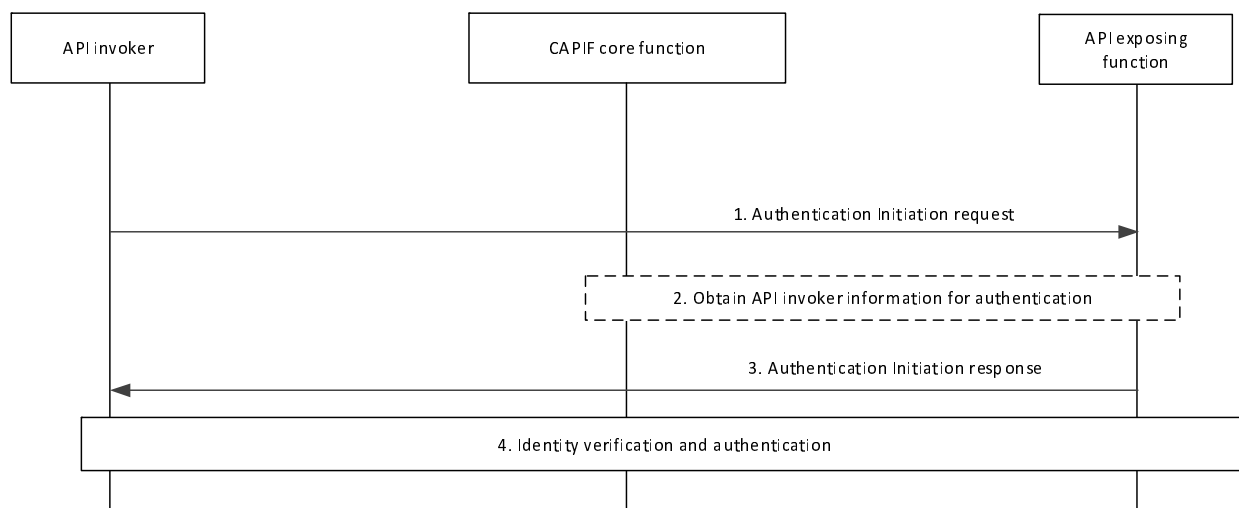 API invoker
CAPIF core function
API exposing
function
1. Authentication Initiation request
2. Obtain API invoker information for authentication
3. Authentication Initiation response
4. Identity verification and authentication